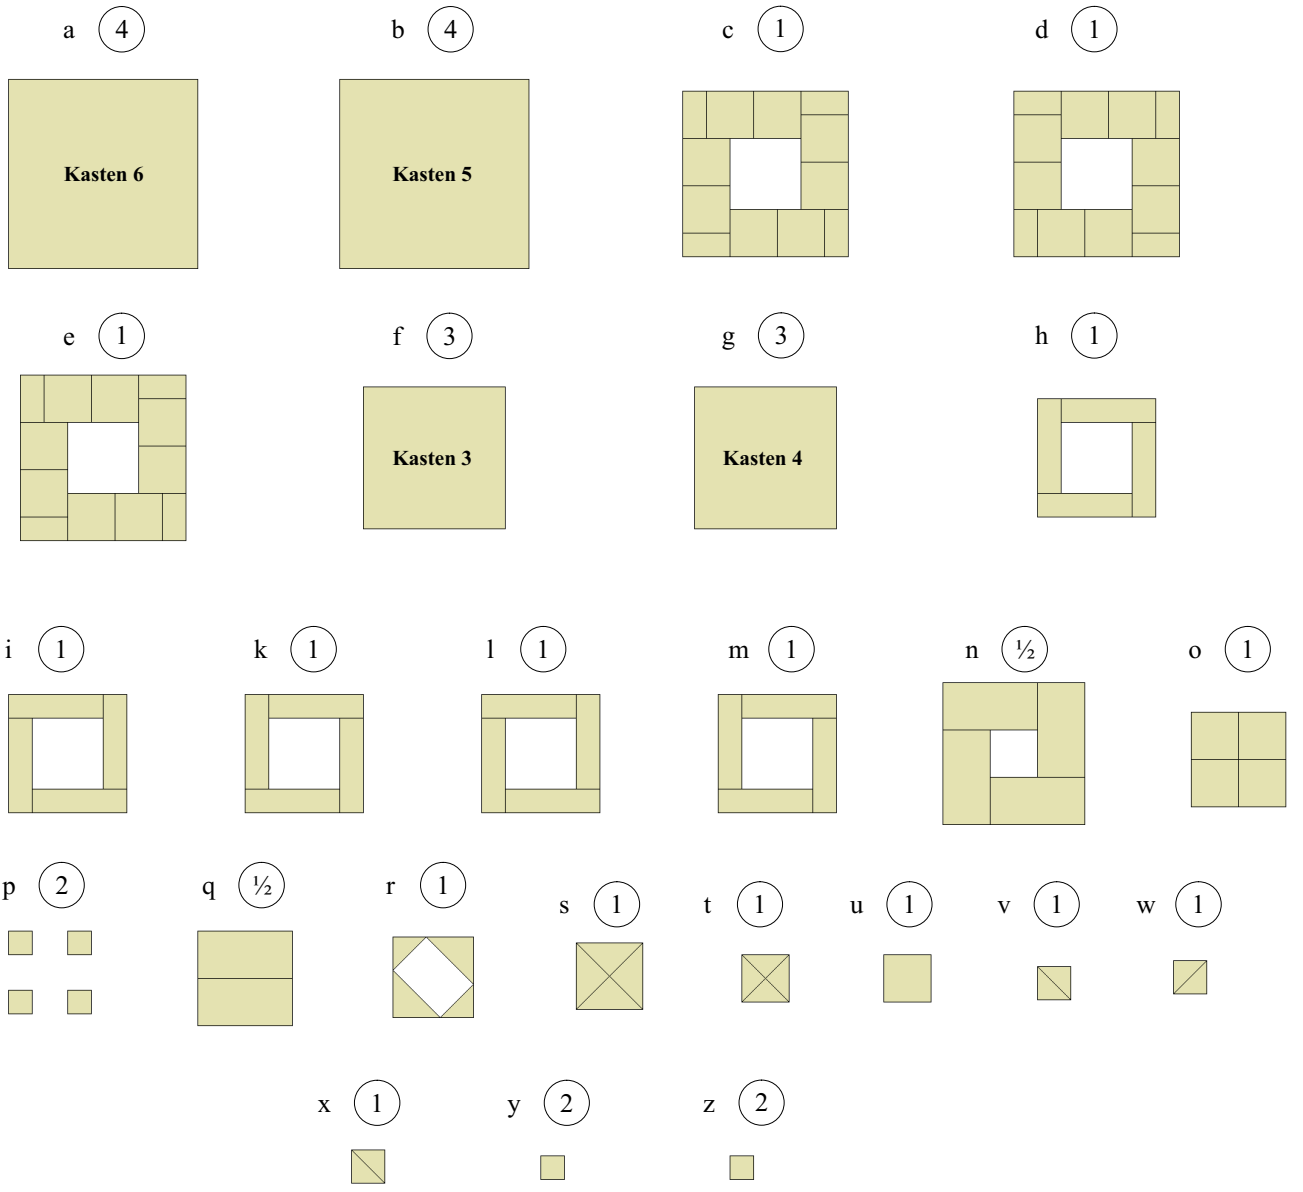 a 4 b 4 c 1 d 1
Kasten 6 Kasten 5
e 1 f 3 g 3 h 1
Kasten 3 Kasten 4
i 1 k 1 l 1 m 1 n ½ o 1
p 2 q ½ r 1 s 1 t 1 u 1 v 1 w 1
x 1 y 2 z 2